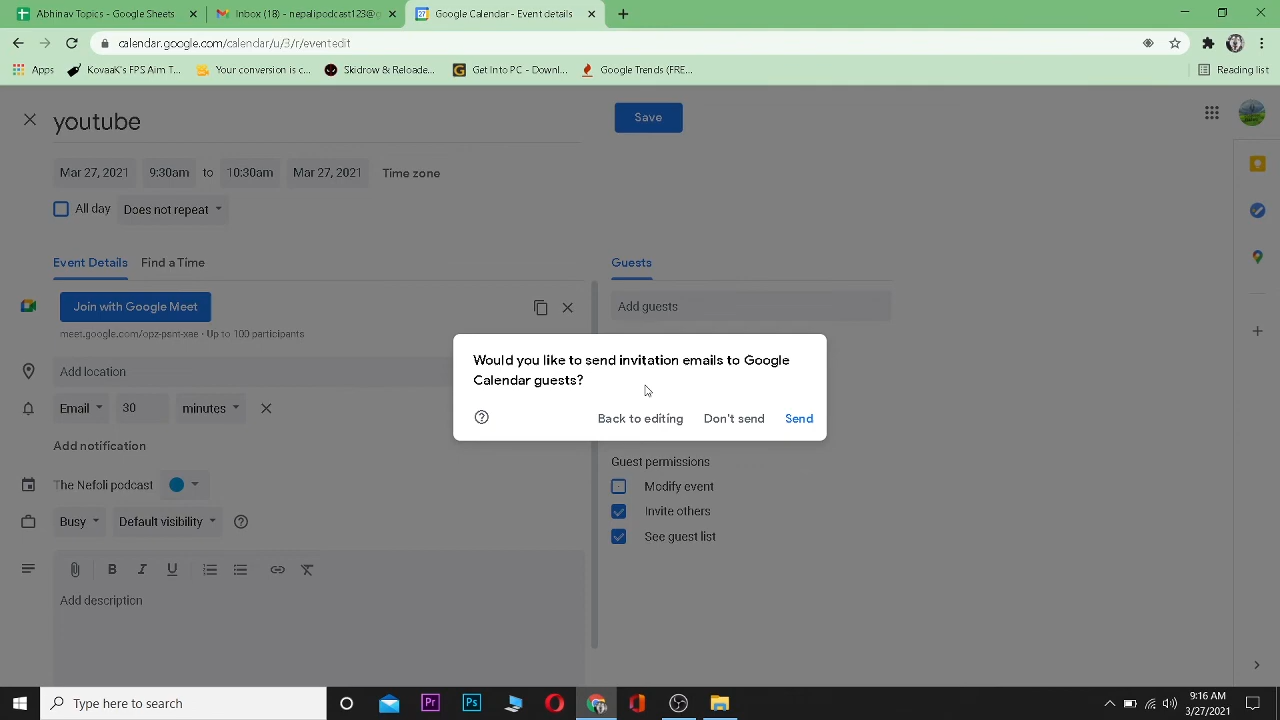 Abhinav Topics - Google Sheets
Inbox (18) - nepalipodcast123@g
Google Calendar - Event details
calendar.google.com/calendar/u/3/r/eventedit
Apps
KovaaK's FPS Aim T...
Your conversion is c...
Skidrow & Reloade...
Get Into PC - Downl...
Google Trends (FRE...
Reading list
youtube
Save
Mar 27, 2021
9:30am
to
10:30am
Mar 27, 2021
Time zone
All day
Does not repeat
Event Details
Find a Time
Guests
Join with Google Meet
Add guests
meet.google.com/opz-psnt-xae · Up to 100 participants
Would you like to send invitation emails to Google
Calendar guests?
Add location
Email
30
minutes
Back to editing
Don't send
Send
Add notification
Guest permissions
The Nefoli podcast
Modify event
Invite others
Busy
Default visibility
See guest list
B
I
U
Add description
Type here to search
Pr
Ps
9:16 AM
3/27/2021